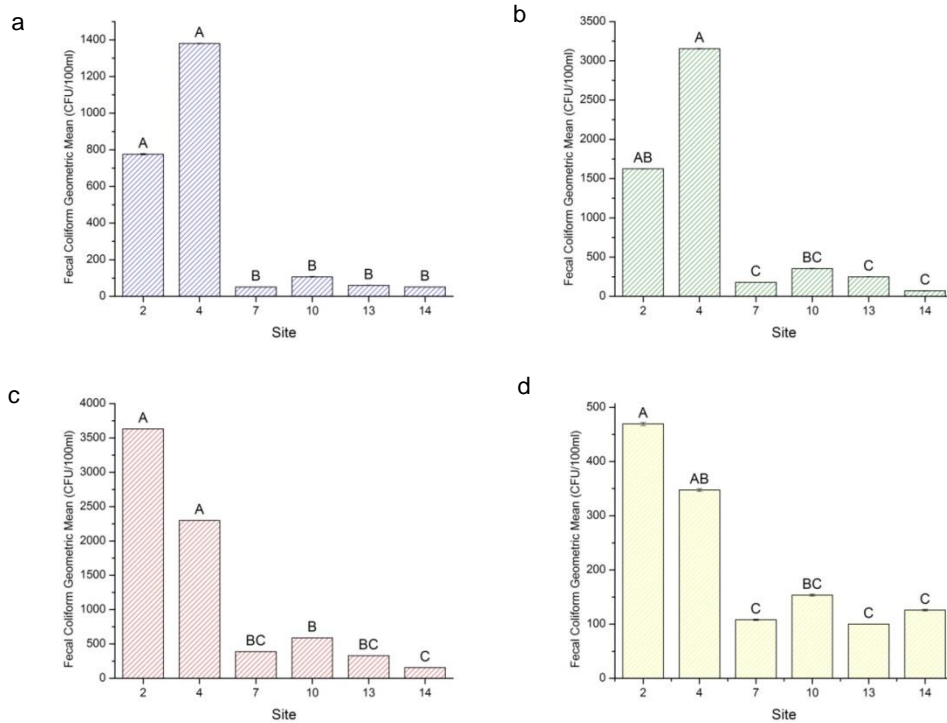 a
Fecal Coliform Geometric Mean (CFU/100ml)
1400
1200
1000
800
600
400
200
0
A
A
B
B
B
B
2 4 7 10 13 14
Site
b
Fecal Coliform Geometric Mean (CFU/100ml)
3500
3000
2500
2000
1500
1000
500
0
AB
A
C
BC
C
C
2 4 7 10 13 14
Site
c
Fecal Coliform Geometric Mean (CFU/100ml)
4000
3500
3000
2500
2000
1500
1000
500
0
A
A
BC
B
BC
C
2 4 7 10 13 14
Site
d
Fecal Coliform Geometric Mean (CFU/100ml)
500
400
300
200
100
0
A
AB
C
BC
C
C
2 4 7 10 13 14
Site